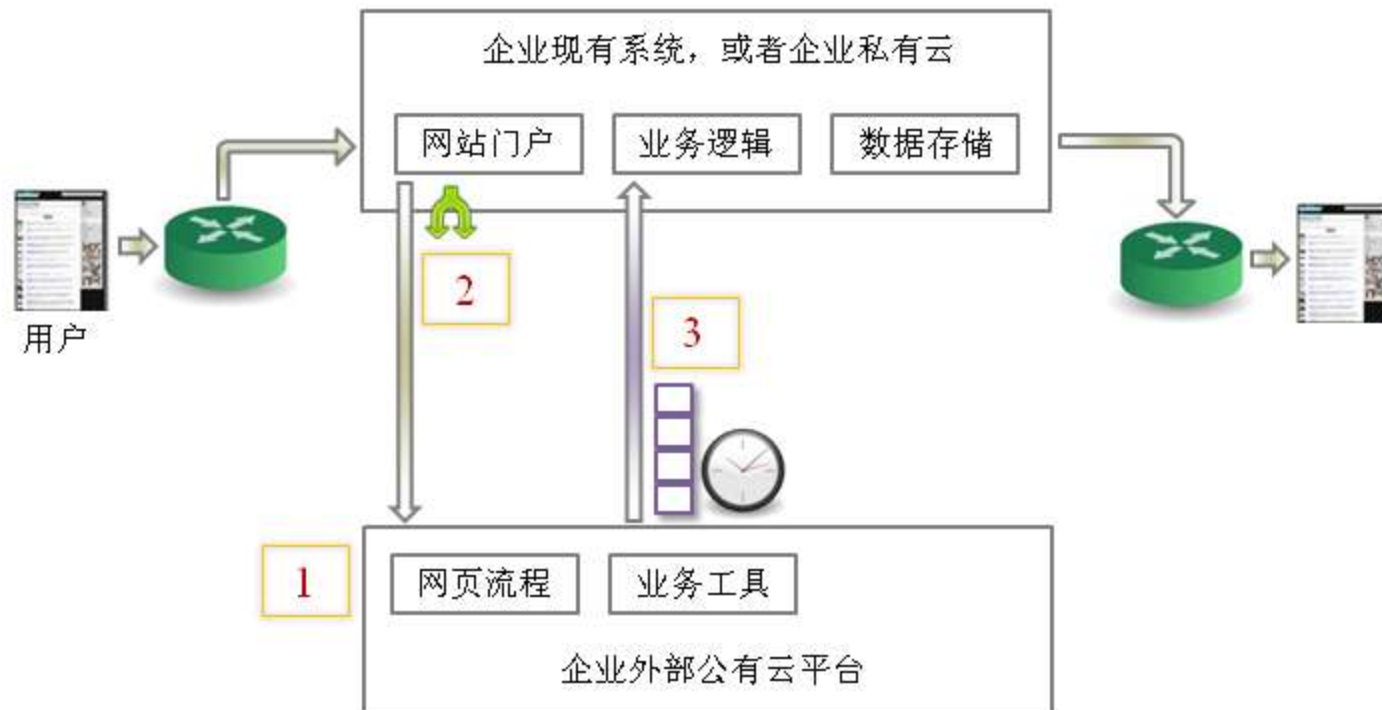 企业现有系统，或者企业私有云
网站门户
业务逻辑
数据存储
用户
2
3
1
网页流程
业务工具
企业外部公有云平台